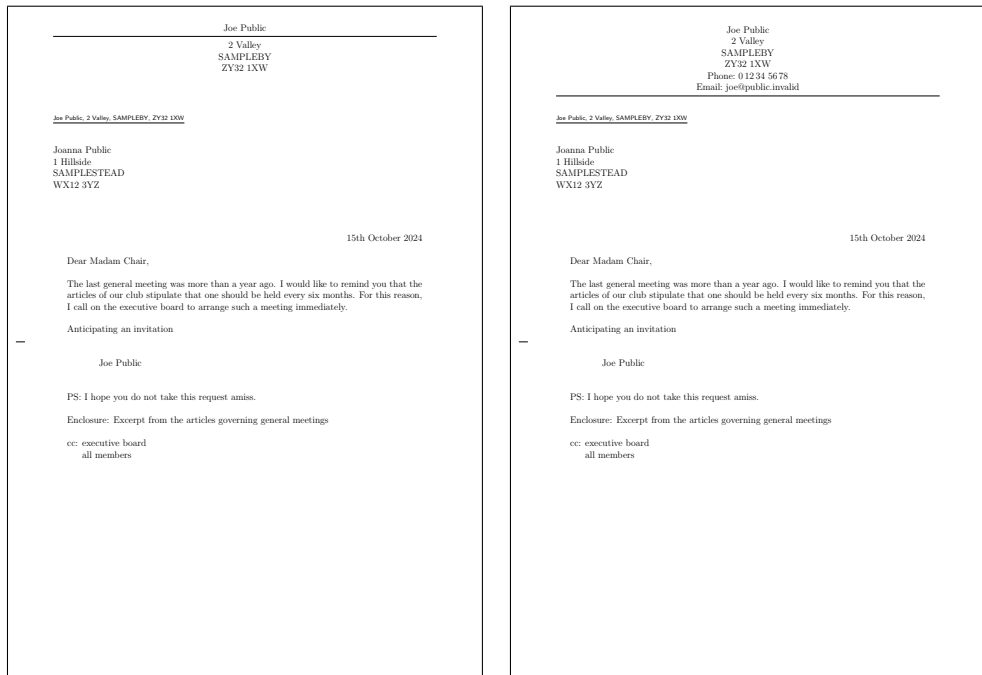 Joe Public
2 Valley
SAMPLEBY
ZY32 1XW
Joe Public, 2 Valley, SAMPLEBY, ZY32 1XW
Joanna Public
1 Hillside
SAMPLESTEAD
WX12 3YZ
15th October 2024
Dear Madam Chair,
The last general meeting was more than a year ago. I would like to remind you that the
articles of our club stipulate that one should be held every six months. For this reason,
I call on the executive board to arrange such a meeting immediately.
Anticipating an invitation
Joe Public
PS: I hope you do not take this request amiss.
Enclosure: Excerpt from the articles governing general meetings
cc: executive board
all members
Joe Public
2 Valley
SAMPLEBY
ZY32 1XW
Phone: 0 12 34 56 78
Email: joe@public.invalid
Joe Public, 2 Valley, SAMPLEBY, ZY32 1XW
Joanna Public
1 Hillside
SAMPLESTEAD
WX12 3YZ
15th October 2024
Dear Madam Chair,
The last general meeting was more than a year ago. I would like to remind you that the
articles of our club stipulate that one should be held every six months. For this reason,
I call on the executive board to arrange such a meeting immediately.
Anticipating an invitation
Joe Public
PS: I hope you do not take this request amiss.
Enclosure: Excerpt from the articles governing general meetings
cc: executive board
all members